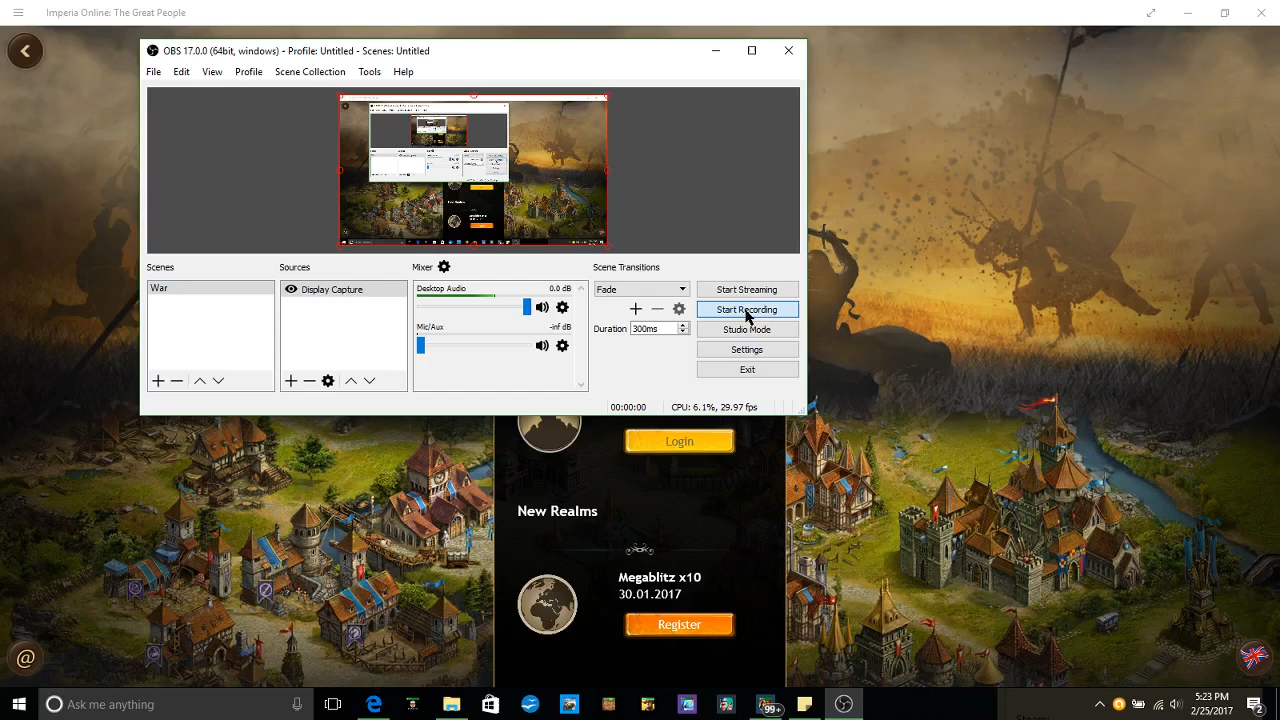 Imperia Online: The Great People
OBS 17.0.0 (64bit, windows) - Profile: Untitled - Scenes: Untitled
File Edit View Profile Scene Collection Tools Help
Scenes
War
Sources
Display Capture
Mixer
Desktop Audio 0.0 dB
Mic/Aux -inf dB
Scene Transitions
Fade
Duration 300ms
Start Streaming
Start Recording
Studio Mode
Settings
Exit
00:00:00 CPU: 6.1%, 29.97 fps
Login
New Realms
Megablitz x10
30.01.2017
Register
@
Ask me anything
99+
5:23 PM
2/25/2017
2